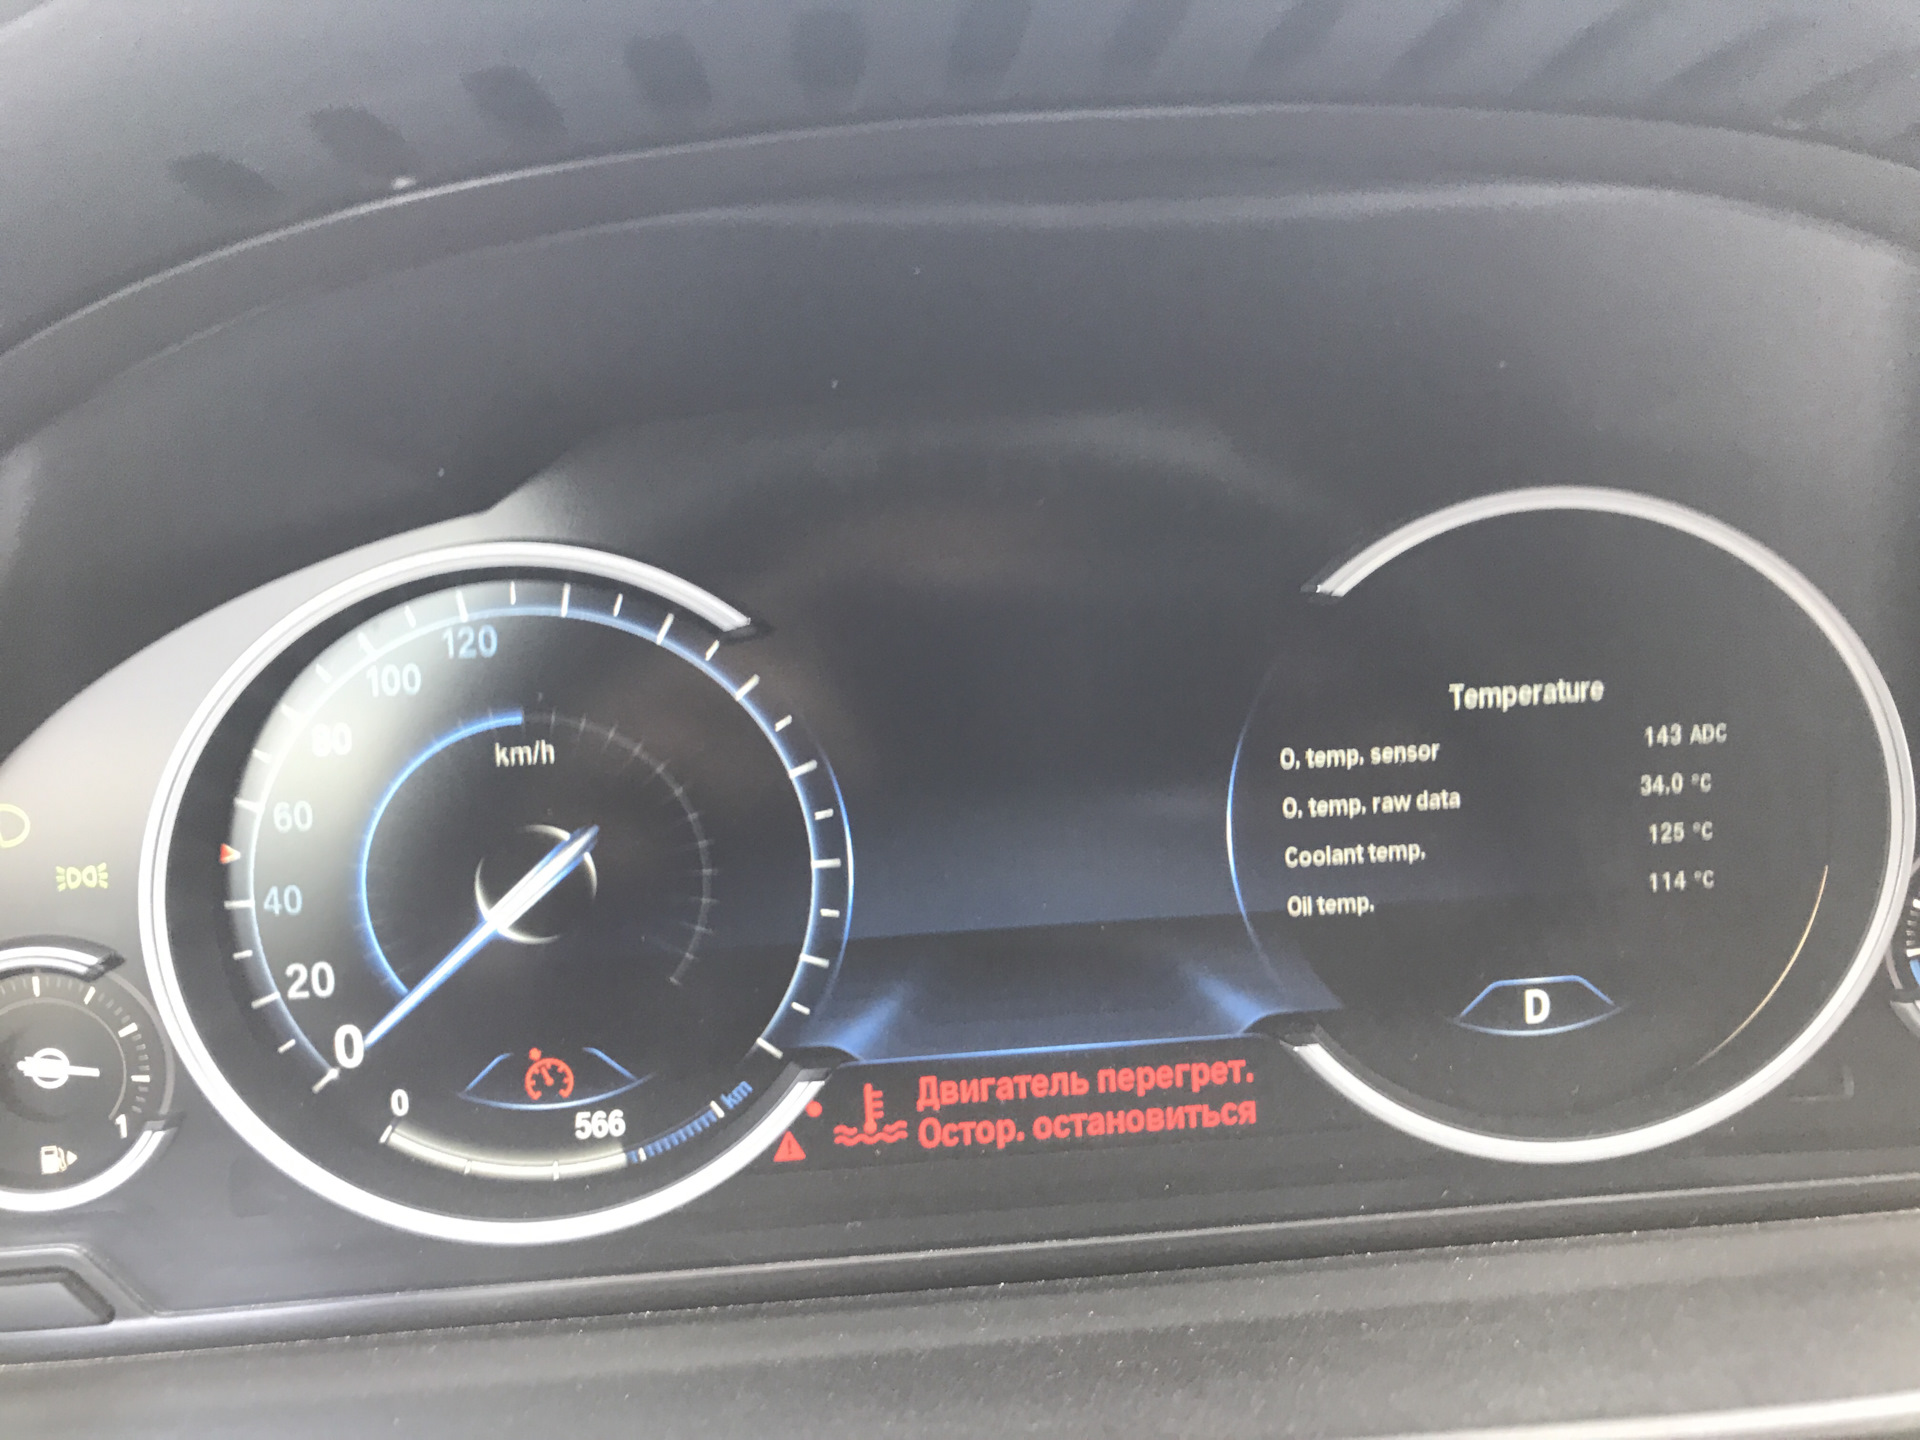 120
100
80
60
40
20
0
km/h
0
566
km
1
Temperature
O. temp. sensor 143 ADC
O. temp. raw data 34.0 °C
Coolant temp. 125 °C
Oil temp. 114 °C
D
Двигатель перегрет.
Остор. остановиться